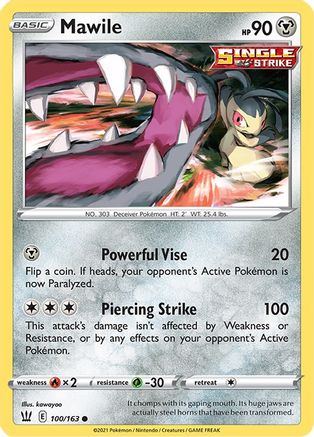 BASIC Mawile HP 90
SINGLE
STRIKE
NO. 303 Deceiver Pokémon HT: 2' WT: 25.4 lbs.
Powerful Vise 20
Flip a coin. If heads, your opponent's Active Pokémon is
now Paralyzed.
Piercing Strike 100
This attack's damage isn't affected by Weakness or
Resistance, or by any effects on your opponent's Active
Pokémon.
weakness ×2 resistance -30 retreat
Illus. kawayoo
It chomps with its gaping mouth. Its huge jaws are
actually steel horns that have been transformed.
E 100/163
©2021 Pokémon / Nintendo / Creatures / GAME FREAK